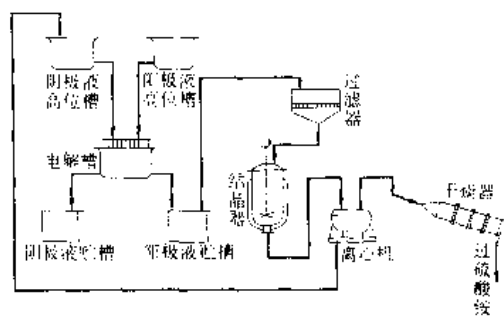 阴极液
高位槽
阳极液
高位槽
过滤器
电解槽
结晶器
干燥器
阴极液贮槽
阳极液贮槽
离心机
过硫酸铵